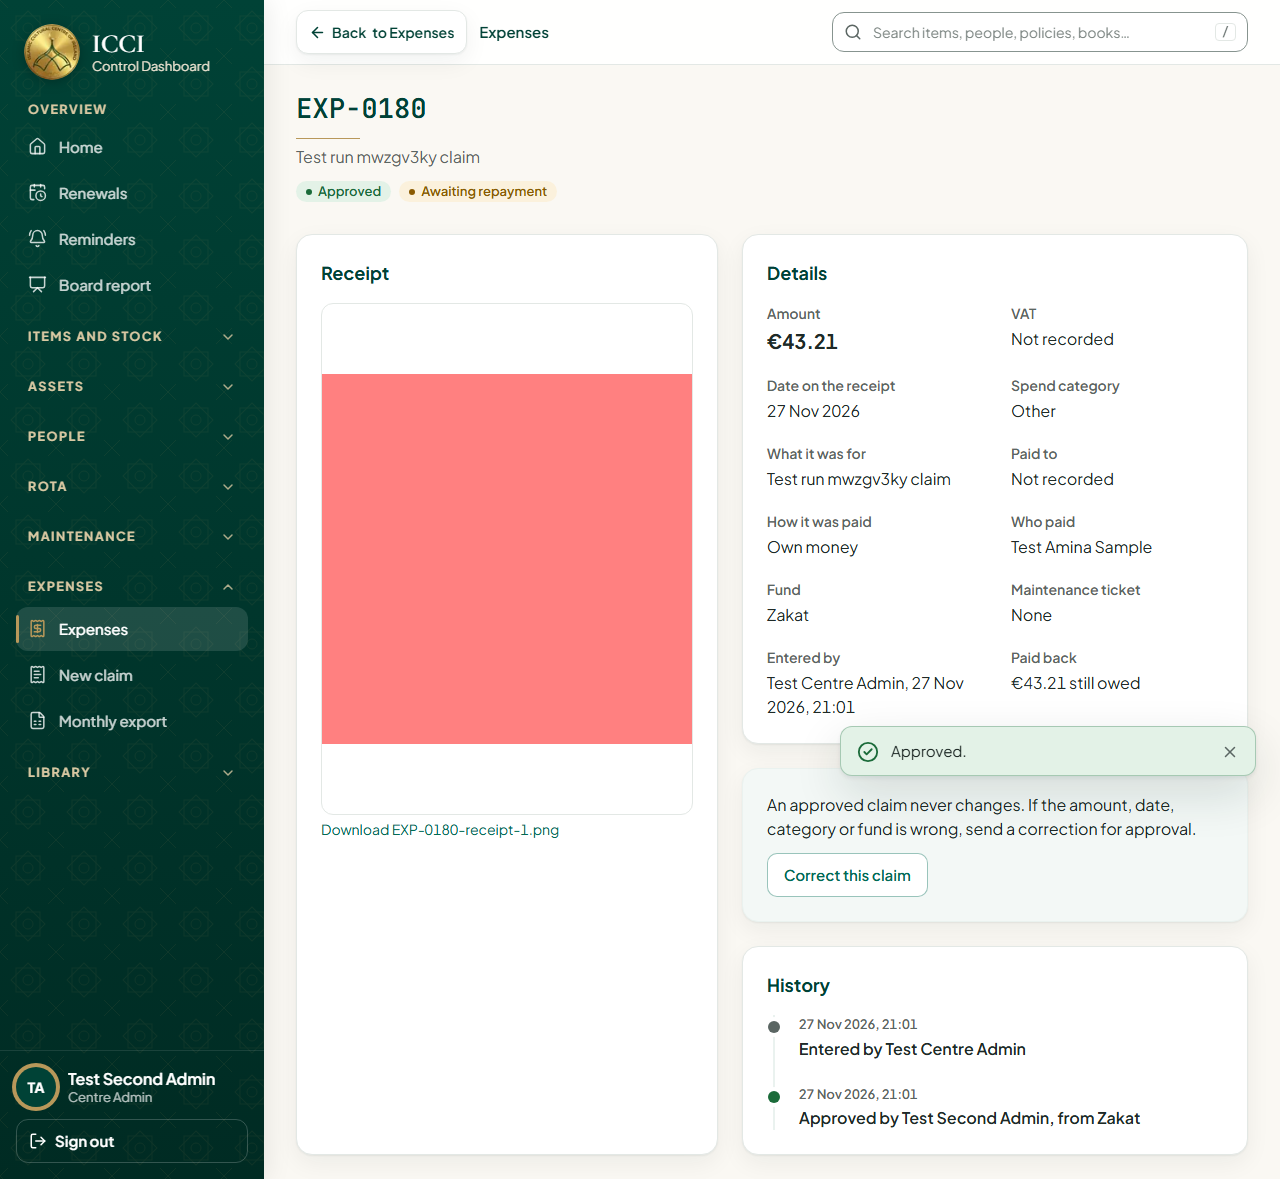 ICCI
Control Dashboard
OVERVIEW
Home
Renewals
Reminders
Board report
ITEMS AND STOCK
ASSETS
PEOPLE
ROTA
MAINTENANCE
EXPENSES
Expenses
New claim
Monthly export
LIBRARY
TA
Test Second Admin
Centre Admin
Sign out
Back to Expenses
Expenses
Search items, people, policies, books…
/
EXP-0180
Test run mwzgv3ky claim
Approved
Awaiting repayment
Receipt
Download EXP-0180-receipt-1.png
Details
Amount
€43.21
VAT
Not recorded
Date on the receipt
27 Nov 2026
Spend category
Other
What it was for
Test run mwzgv3ky claim
Paid to
Not recorded
How it was paid
Own money
Who paid
Test Amina Sample
Fund
Zakat
Maintenance ticket
None
Entered by
Test Centre Admin, 27 Nov
2026, 21:01
Paid back
€43.21 still owed
Approved.
An approved claim never changes. If the amount, date,
category or fund is wrong, send a correction for approval.
Correct this claim
History
27 Nov 2026, 21:01
Entered by Test Centre Admin
27 Nov 2026, 21:01
Approved by Test Second Admin, from Zakat